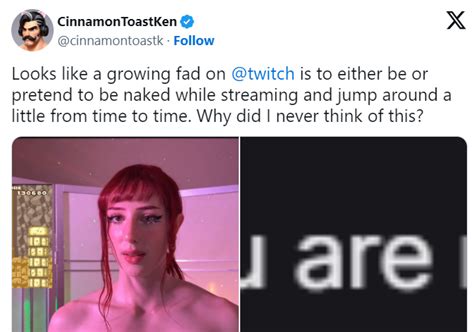 CinnamonToastKen
@cinnamontoastk · Follow
Looks like a growing fad on @twitch is to either be or
pretend to be naked while streaming and jump around a
little from time to time. Why did I never think of this?
130680
u are